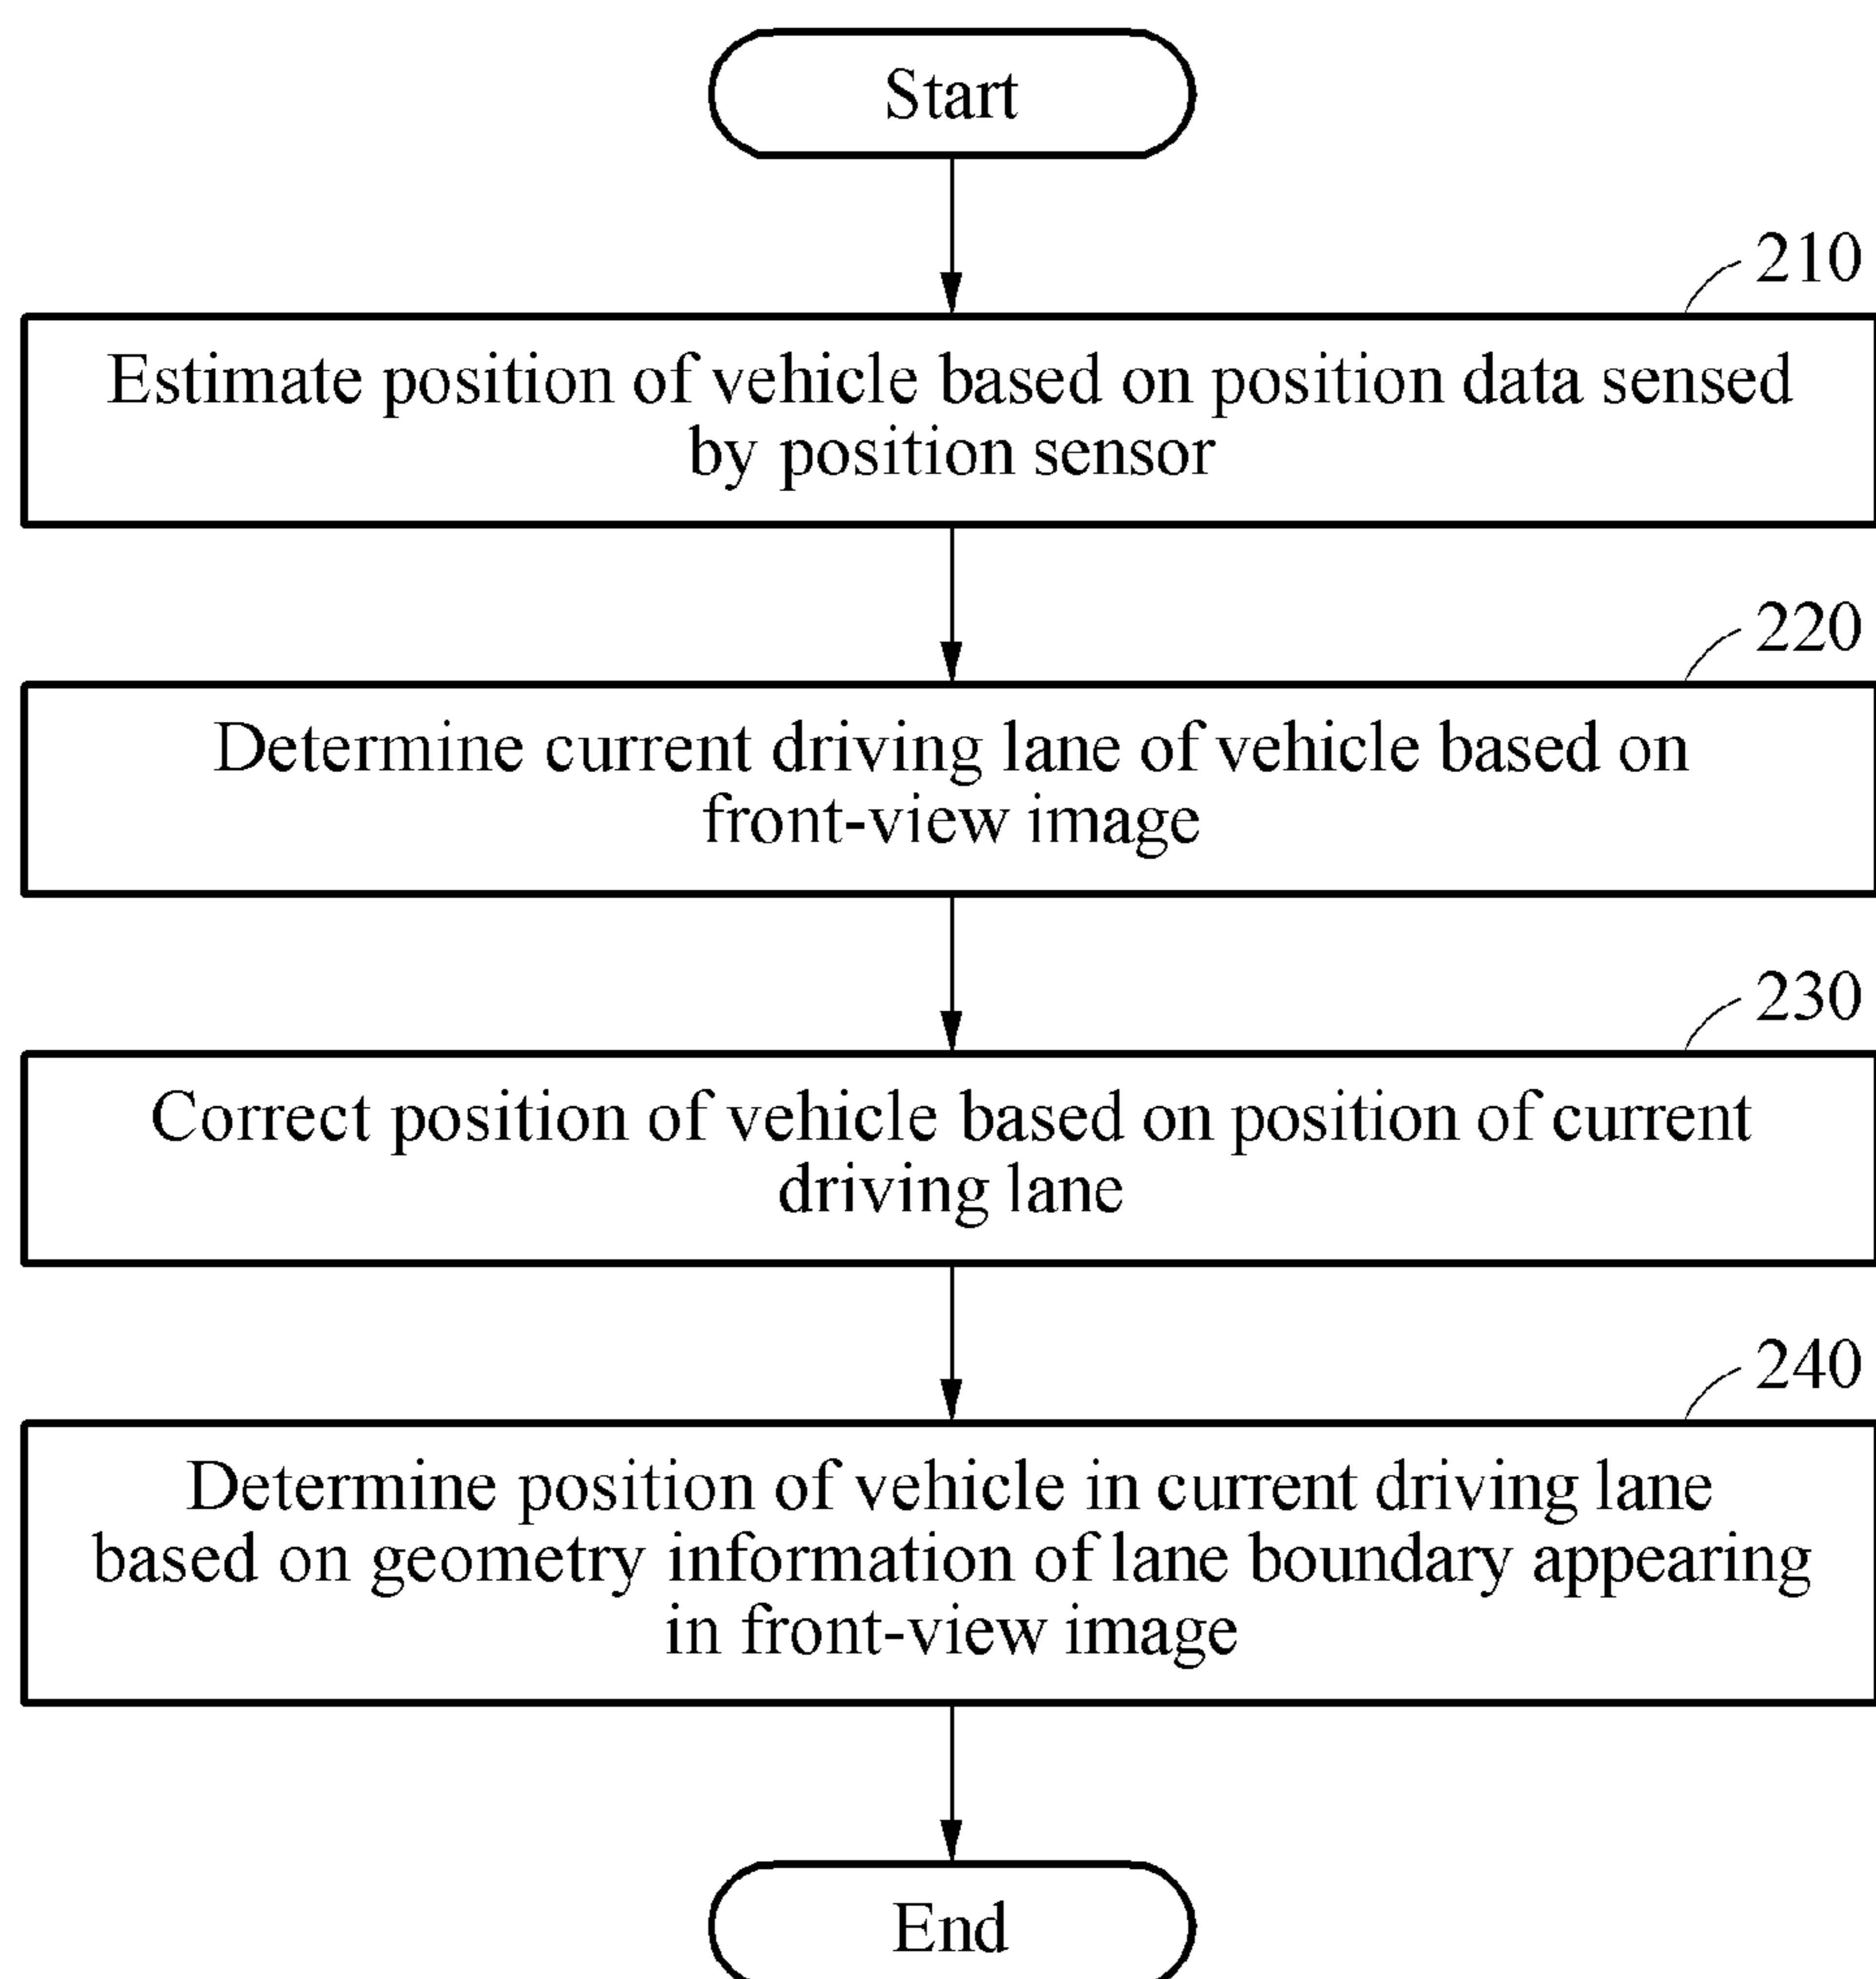 Start
210
Estimate position of vehicle based on position data sensed
by position sensor
220
Determine current driving lane of vehicle based on
front-view image
230
Correct position of vehicle based on position of current
driving lane
240
Determine position of vehicle in current driving lane
based on geometry information of lane boundary appearing
in front-view image
End